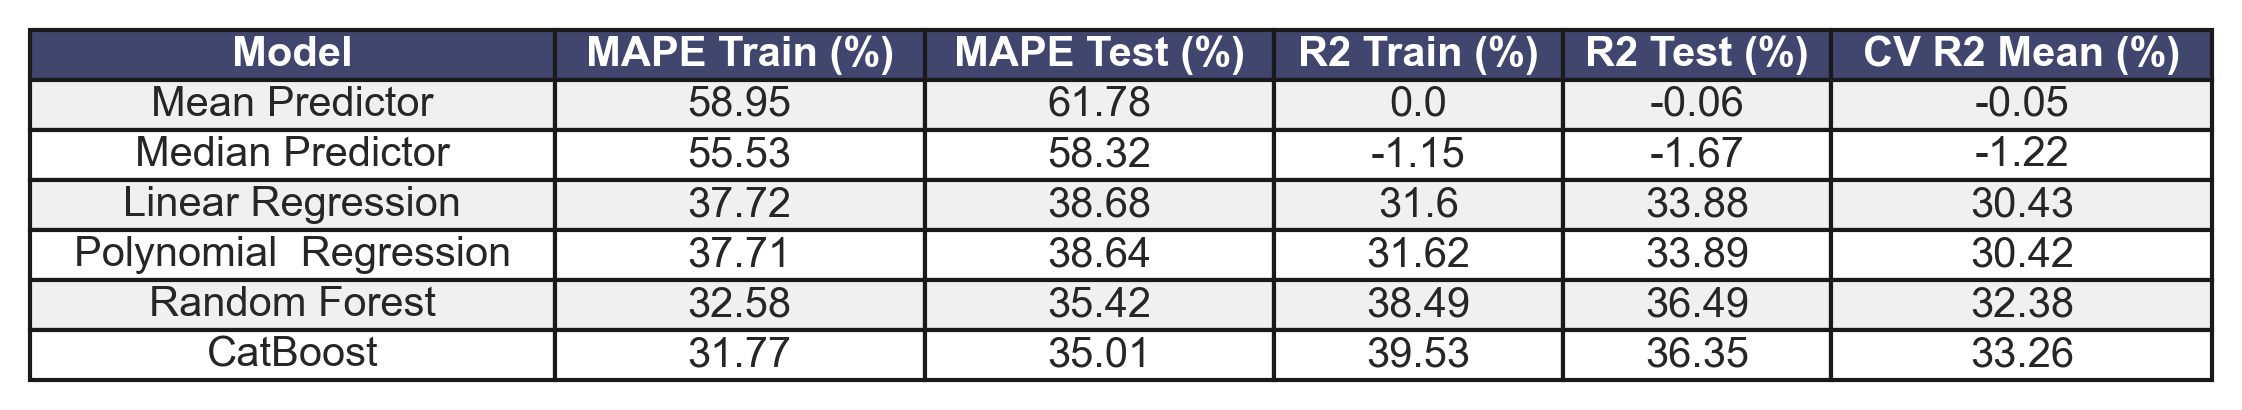 Model MAPE Train (%) MAPE Test (%) R2 Train (%) R2 Test (%) CV R2 Mean (%)
Mean Predictor 58.95 61.78 0.0 -0.06 -0.05
Median Predictor 55.53 58.32 -1.15 -1.67 -1.22
Linear Regression 37.72 38.68 31.6 33.88 30.43
Polynomial  Regression 37.71 38.64 31.62 33.89 30.42
Random Forest 32.58 35.42 38.49 36.49 32.38
CatBoost 31.77 35.01 39.53 36.35 33.26